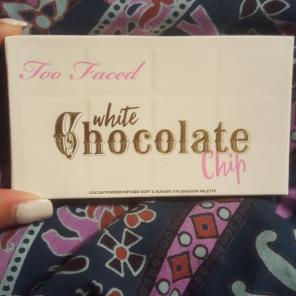 Too Faced
white
Chocolate
Chip
COCOA POWDER INFUSED SOFT & SUGARY EYE SHADOW PALETTE